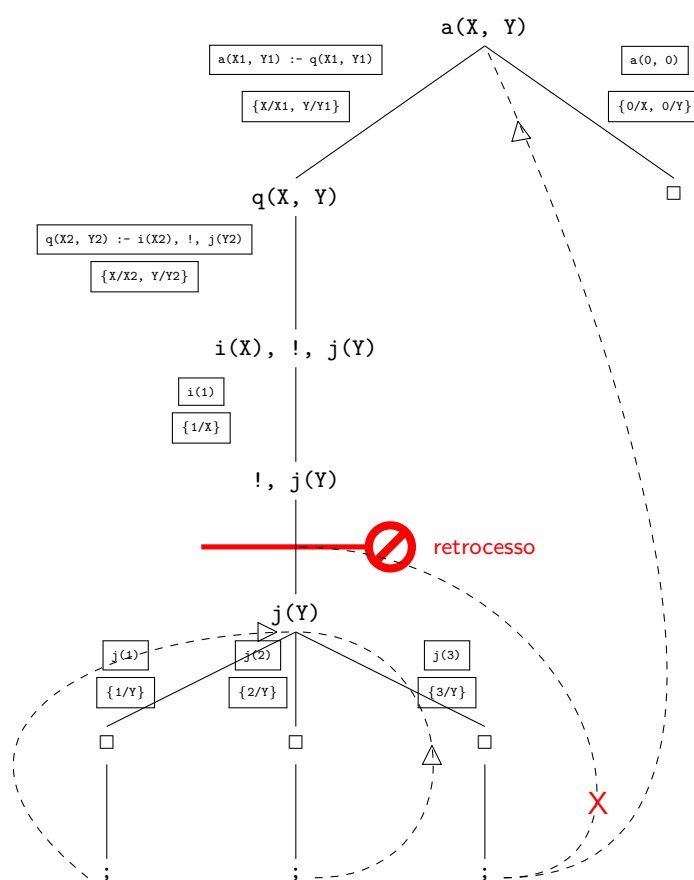 a(X, Y)
a(X1, Y1) :- q(X1, Y1)
a(0, 0)
{X/X1, Y/Y1}
{0/X, 0/Y}
q(X, Y)
q(X2, Y2) :- i(X2), !, j(Y2)
{X/X2, Y/Y2}
i(X), !, j(Y)
i(1)
{1/X}
!, j(Y)
retrocesso
j(Y)
j(1)
j(2)
j(3)
{1/Y}
{2/Y}
{3/Y}
X
; ; ;